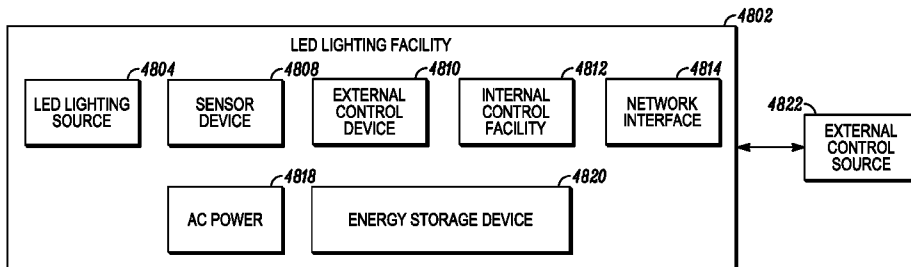 4802
LED LIGHTING FACILITY
4804
4808
4810
4812
4814
LED LIGHTING
SOURCE
SENSOR
DEVICE
EXTERNAL
CONTROL
DEVICE
INTERNAL
CONTROL
FACILITY
NETWORK
INTERFACE
4822
EXTERNAL
CONTROL
SOURCE
4818
4820
AC POWER
ENERGY STORAGE DEVICE